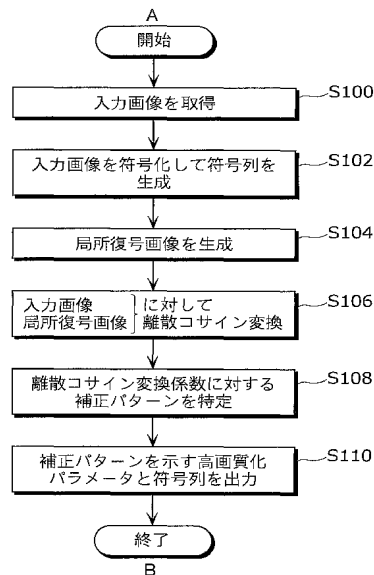 A
開始
入力画像を取得
S100
入力画像を符号化して符号列を
生成
S102
局所復号画像を生成
S104
入力画像
局所復号画像
に対して
離散コサイン変換
S106
離散コサイン変換係数に対する
補正パターンを特定
S108
補正パターンを示す高画質化
パラメータと符号列を出力
S110
終了
B